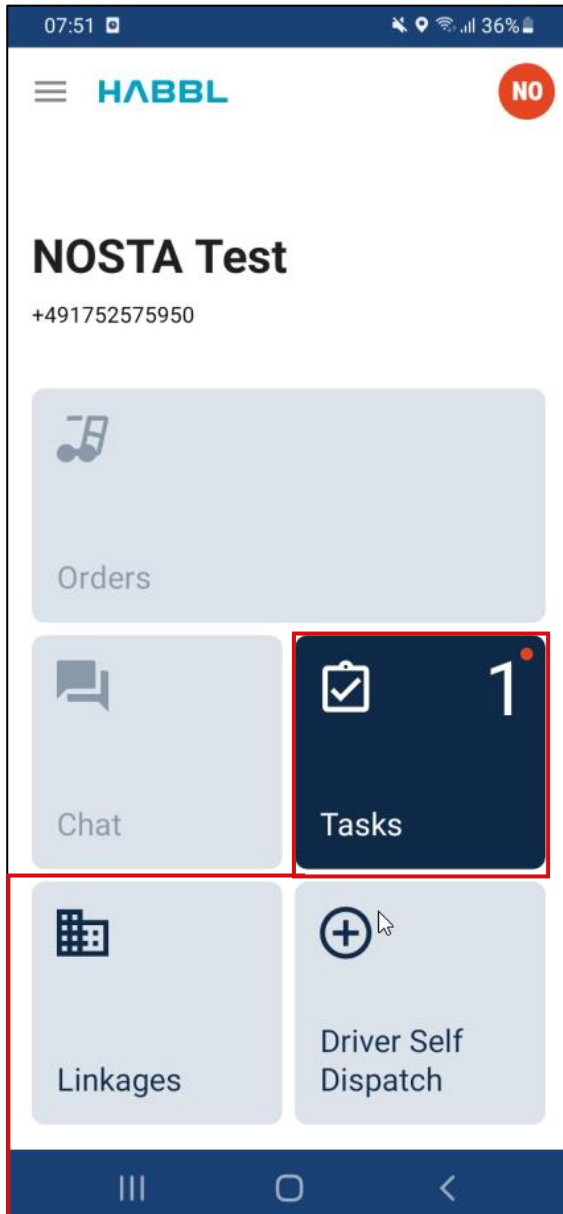 07:51 36%
HABBL NO
NOSTA Test
+491752575950
Orders
1
Chat
Tasks
Linkages
Driver Self
Dispatch